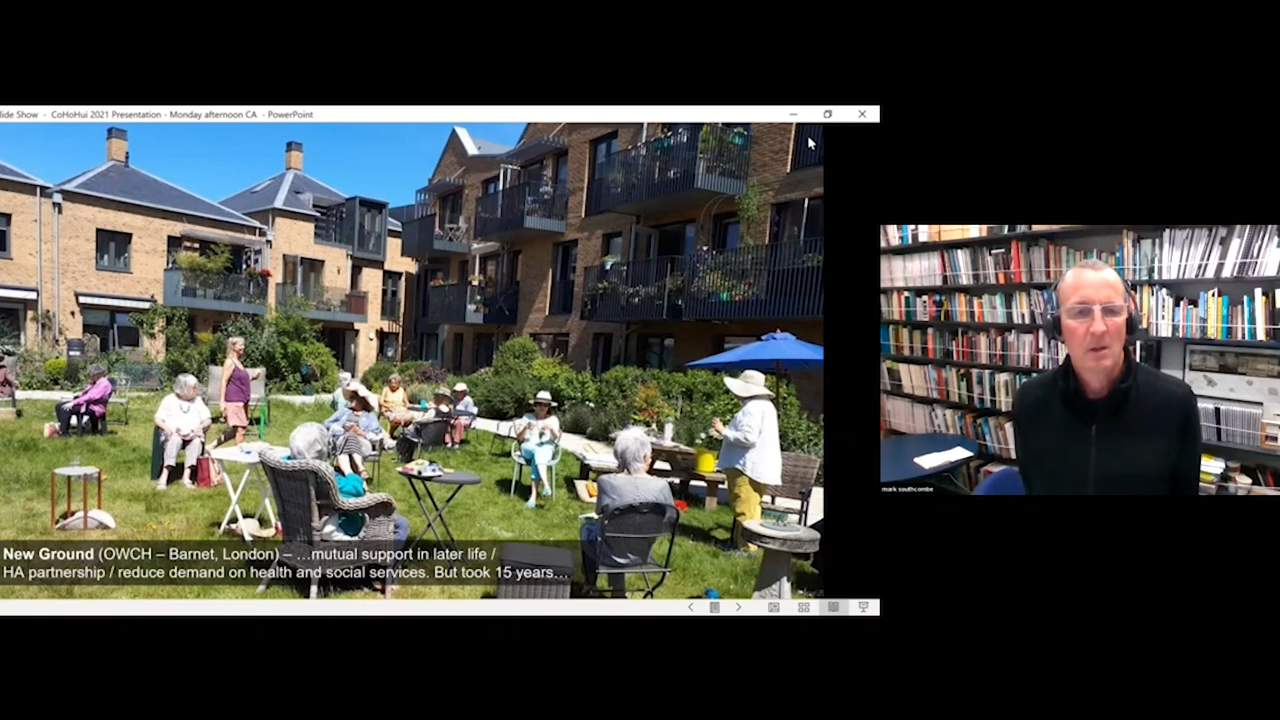 lide Show - CoHoHui 2021 Presentation - Monday afternoon CA - PowerPoint
New Ground (OWCH – Barnet, London) – …mutual support in later life /
HA partnership / reduce demand on health and social services. But took 15 years…
mark southcombe